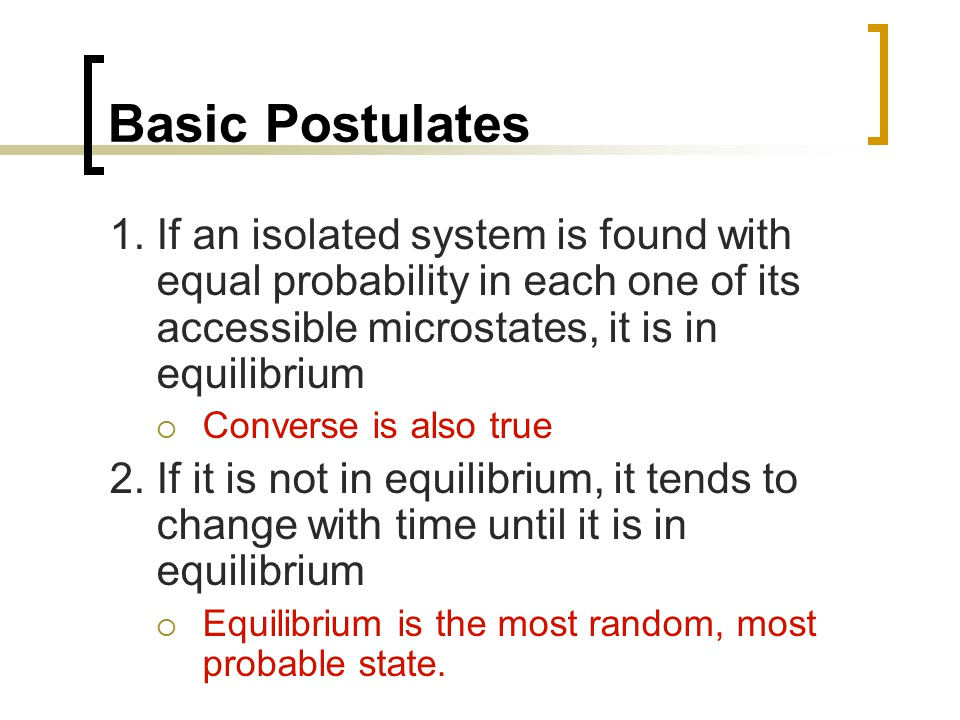 Basic Postulates
1. If an isolated system is found with
equal probability in each one of its
accessible microstates, it is in
equilibrium
Converse is also true
2. If it is not in equilibrium, it tends to
change with time until it is in
equilibrium
Equilibrium is the most random, most
probable state.